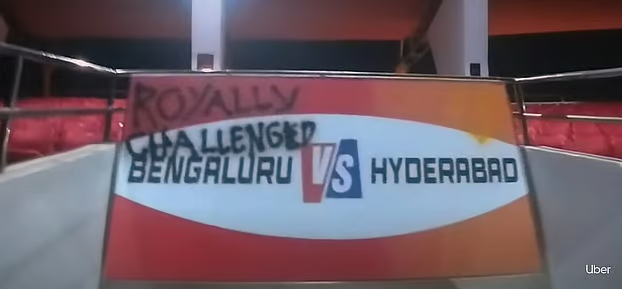 ROYALLY
CHALLENGED
BENGALURU VS HYDERABAD
Uber